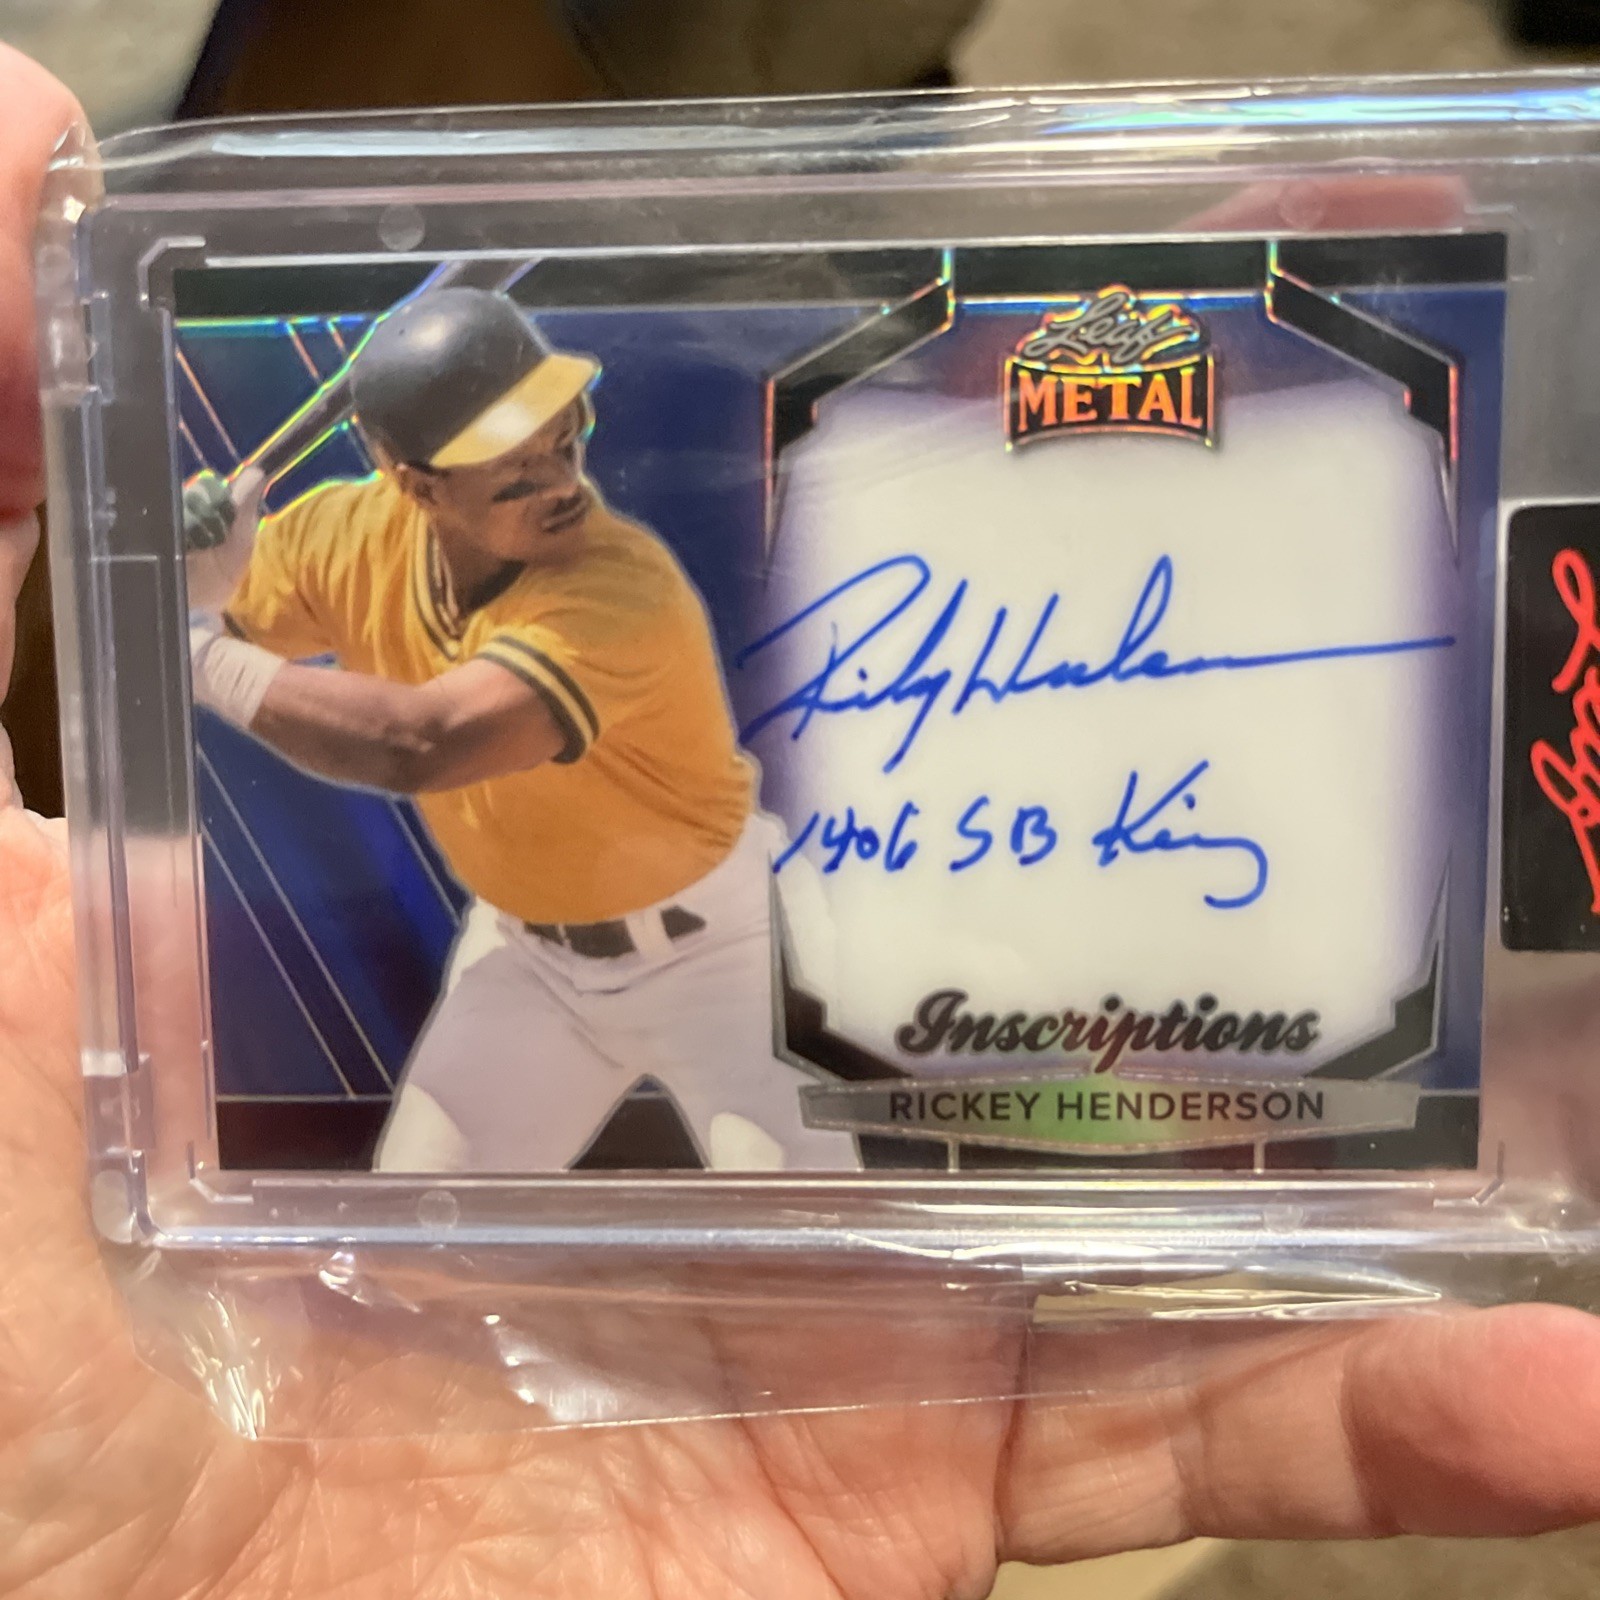 Leaf
METAL
Rickey Henderson
1406 SB King
Inscriptions
RICKEY HENDERSON